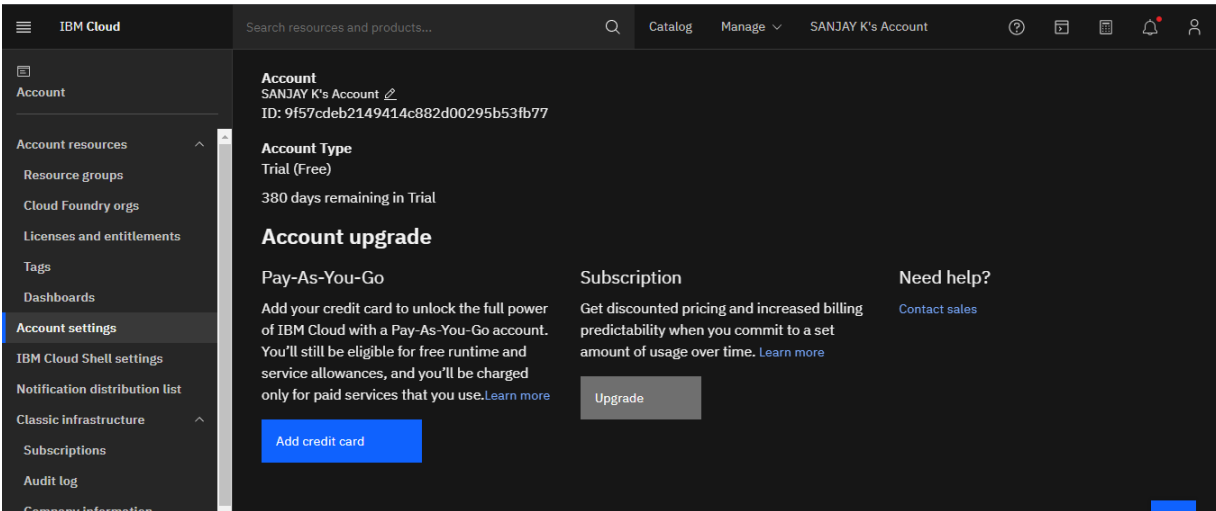 IBM Cloud
Search resources and products...
Catalog
Manage
SANJAY K's Account
Account
Account resources
Resource groups
Cloud Foundry orgs
Licenses and entitlements
Tags
Dashboards
Account settings
IBM Cloud Shell settings
Notification distribution list
Classic infrastructure
Subscriptions
Audit log
Company information
Account
SANJAY K's Account
ID: 9f57cdeb2149414c882d00295b53fb77
Account Type
Trial (Free)
380 days remaining in Trial
Account upgrade
Pay-As-You-Go
Add your credit card to unlock the full power
of IBM Cloud with a Pay-As-You-Go account.
You'll still be eligible for free runtime and
service allowances, and you'll be charged
only for paid services that you use.Learn more
Add credit card
Subscription
Get discounted pricing and increased billing
predictability when you commit to a set
amount of usage over time. Learn more
Upgrade
Need help?
Contact sales